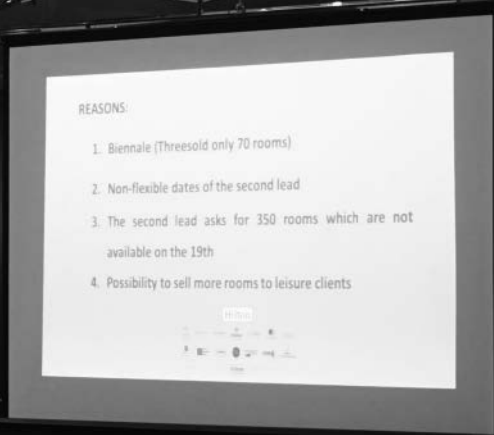 REASONS:
1. Biennale (Threesold only 70 rooms)
2. Non-flexible dates of the second lead
3. The second lead asks for 350 rooms which are not
available on the 19th
4. Possibility to sell more rooms to leisure clients
Hilton